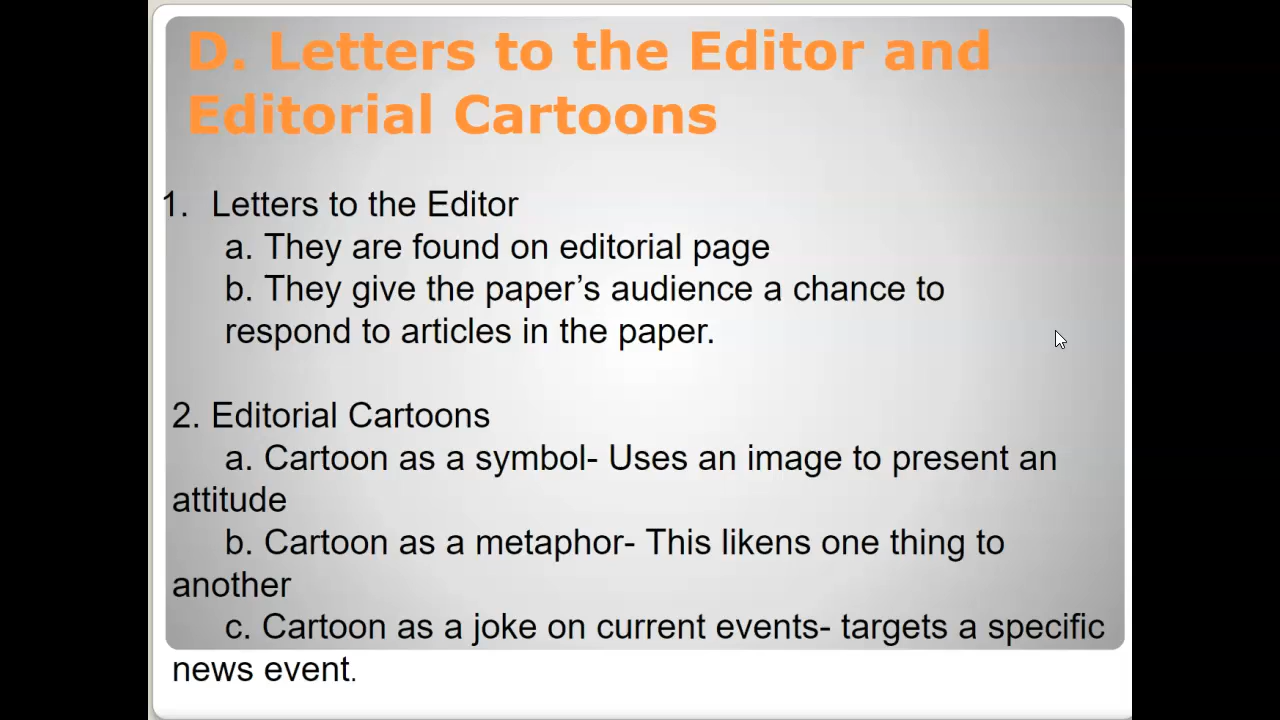 D. Letters to the Editor and
Editorial Cartoons
1. Letters to the Editor
a. They are found on editorial page
b. They give the paper’s audience a chance to
respond to articles in the paper.
2. Editorial Cartoons
a. Cartoon as a symbol- Uses an image to present an
attitude
b. Cartoon as a metaphor- This likens one thing to
another
c. Cartoon as a joke on current events- targets a specific
news event.